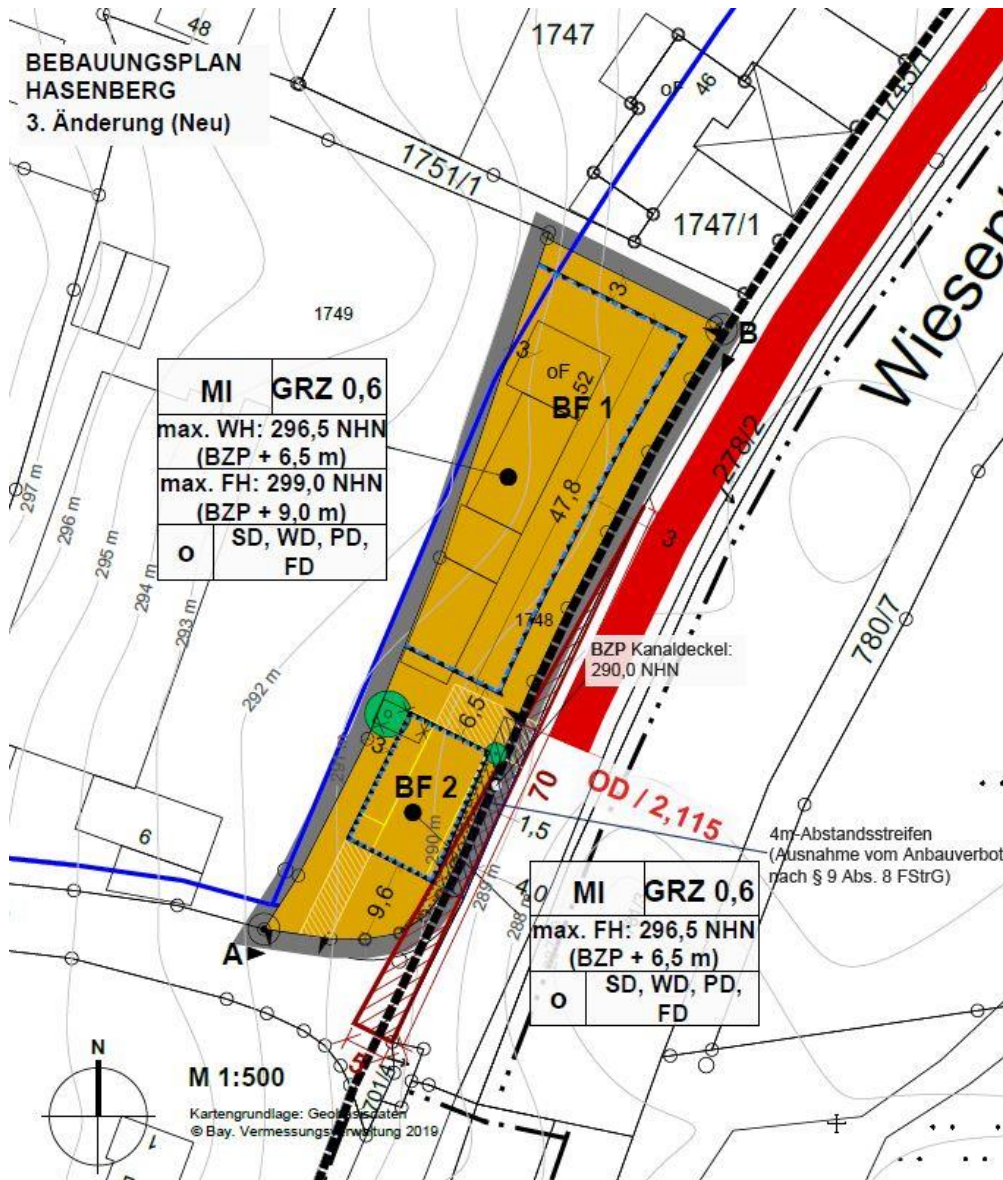 BEBAUUNGSPLAN
HASENBERG
3. Änderung (Neu)
48
1747
oF
46
1751/1
1747/1
1749
3
B
3
oF
BF 1
52
MI GRZ 0,6
max. WH: 296,5 NHN
(BZP + 6,5 m)
max. FH: 299,0 NHN
(BZP + 9,0 m)
o SD, WD, PD,
FD
47,8
278/2
3
297 m
296 m
295 m
294 m
293 m
292 m
1748
BZP Kanaldeckel:
290,0 NHN
780/7
6,5
3
BF 2
290 m
70
OD / 2,115
1,5
4m-Abstandsstreifen
(Ausnahme vom Anbauverbot
nach § 9 Abs. 8 FStrG)
6
9,6
289 m
288 m
4,0
MI GRZ 0,6
max. FH: 296,5 NHN
(BZP + 6,5 m)
o SD, WD, PD,
FD
A
5
N
M 1:500
Kartengrundlage: Geobasisdaten
© Bay. Vermessungsverwaltung 2019
1